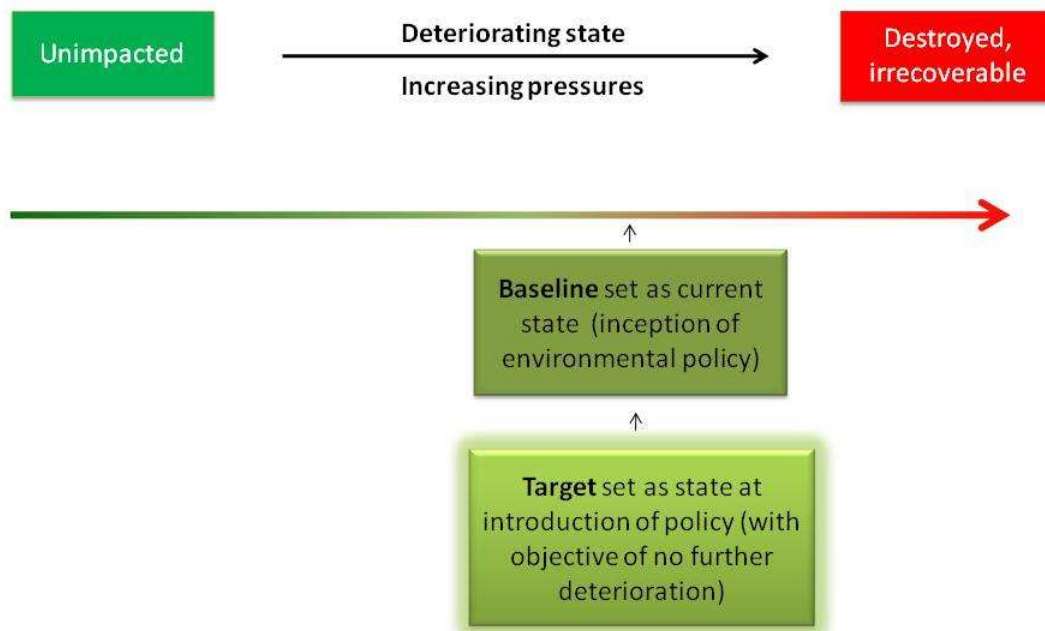 Unimpacted
Deteriorating state
Increasing pressures
Destroyed,
irrecoverable
Baseline set as current
state (inception of
environmental policy)
Target set as state at
introduction of policy (with
objective of no further
deterioration)